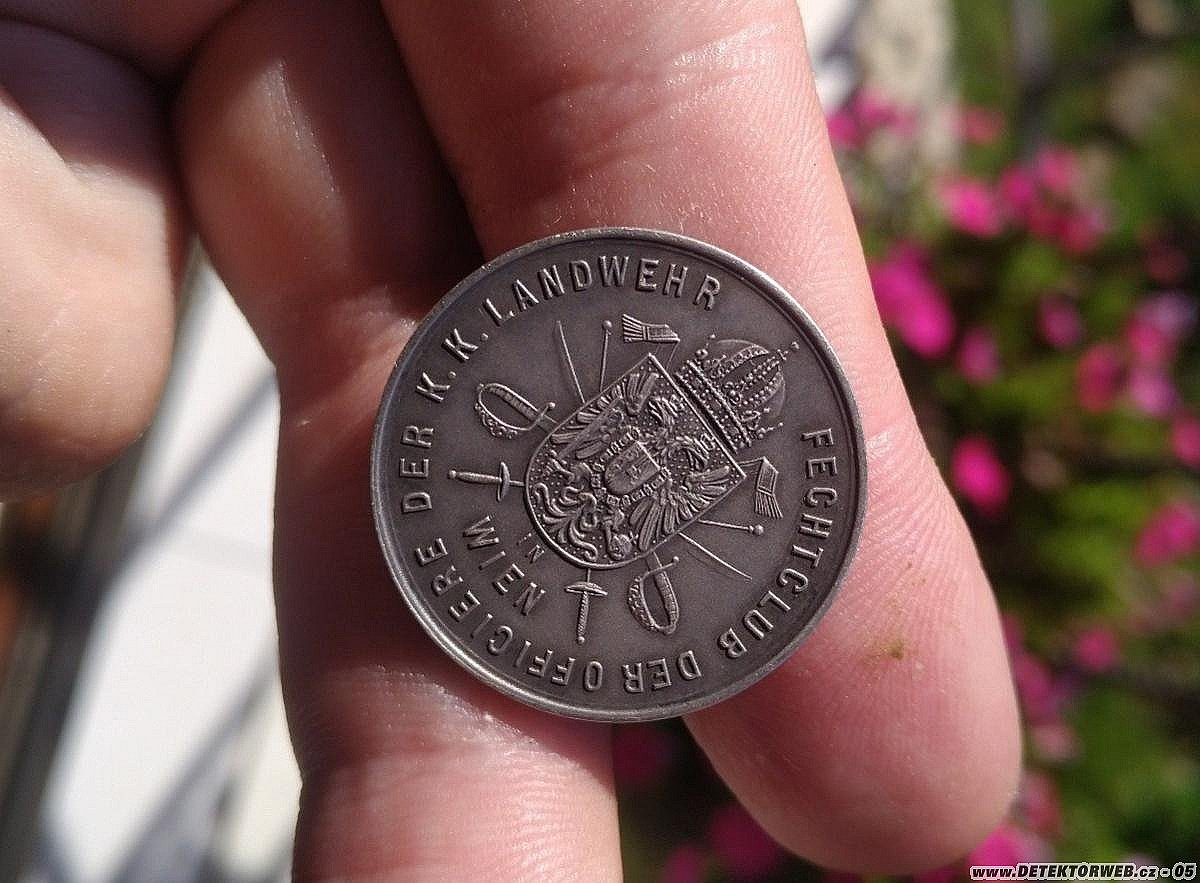 FECHTCLUB DER OFFICIERE DER K.K. LANDWEHR
IN
WIEN
www.DETEKTORWEB.cz - 05